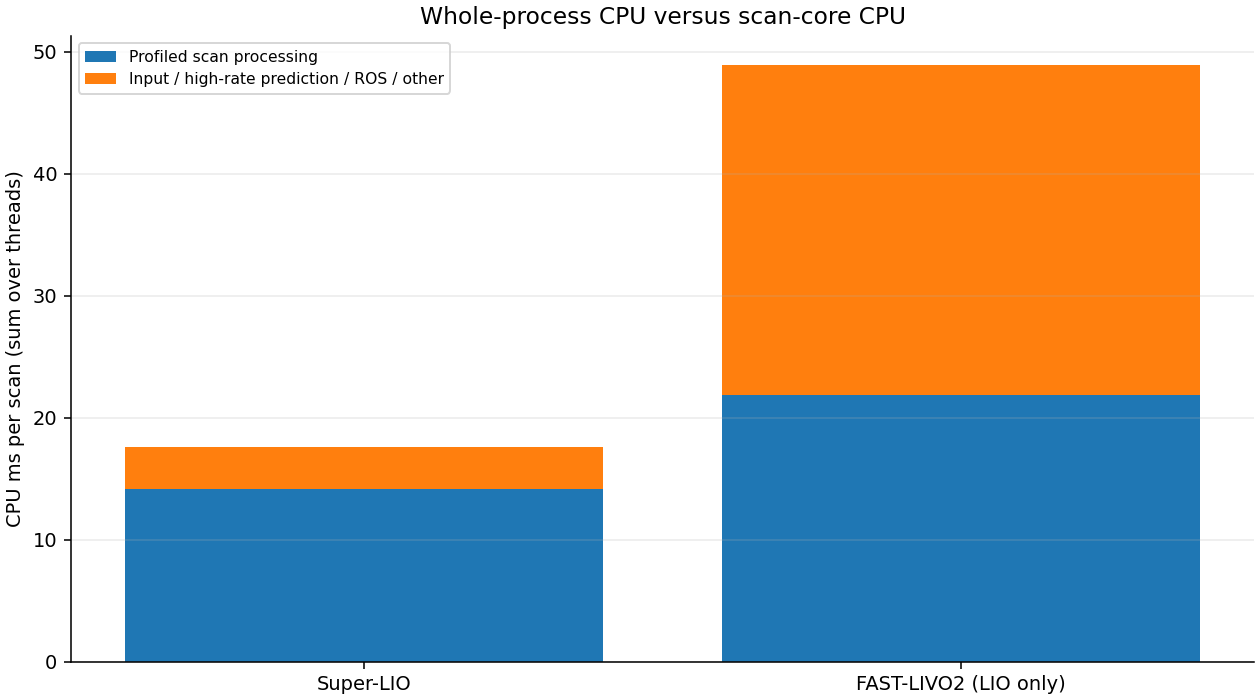 Whole-process CPU versus scan-core CPU
Profiled scan processing
Input / high-rate prediction / ROS / other
CPU ms per scan (sum over threads)
50
40
30
20
10
0
Super-LIO
FAST-LIVO2 (LIO only)